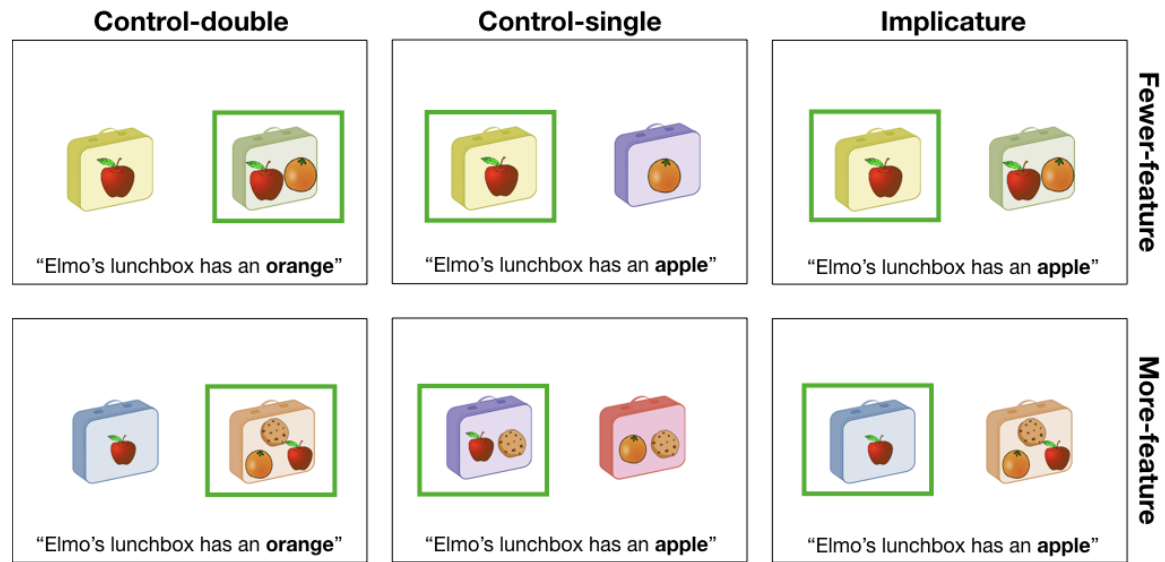 Control-double
Control-single
Implicature
“Elmo’s lunchbox has an orange”
“Elmo’s lunchbox has an apple”
“Elmo’s lunchbox has an apple”
Fewer-feature
“Elmo’s lunchbox has an orange”
“Elmo’s lunchbox has an apple”
“Elmo’s lunchbox has an apple”
More-feature